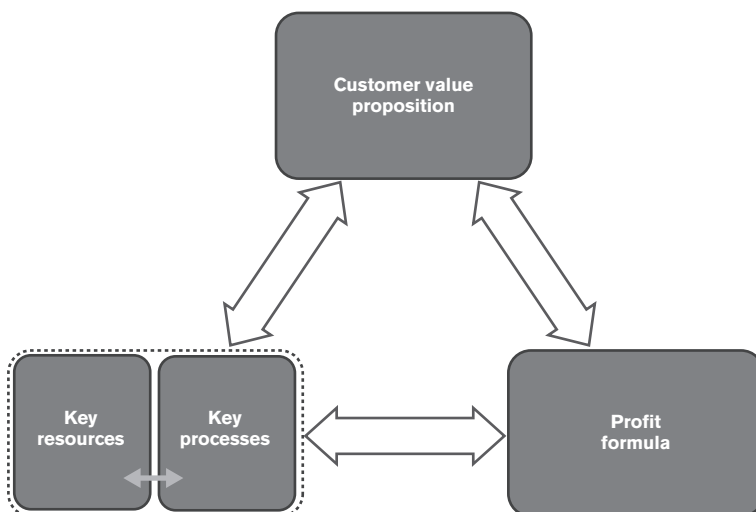 Customer value
proposition
Key
resources
Key
processes
Profit
formula